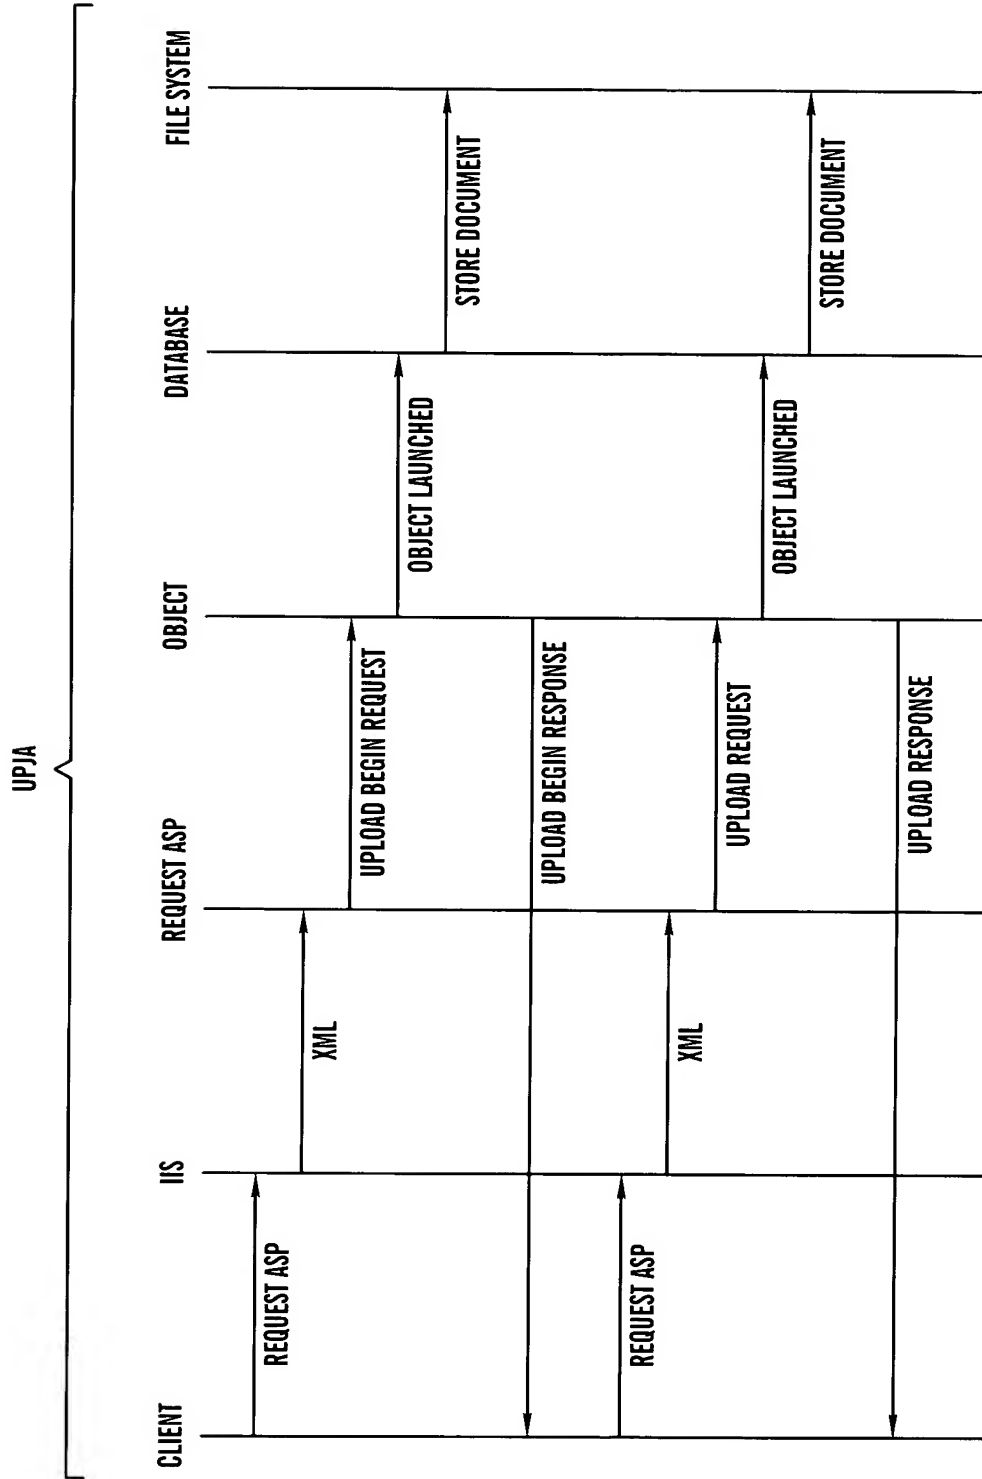 UPJA
CLIENT
IIS
REQUEST ASP
OBJECT
DATABASE
FILE SYSTEM
REQUEST ASP
XML
UPLOAD BEGIN REQUEST
OBJECT LAUNCHED
STORE DOCUMENT
UPLOAD BEGIN RESPONSE
REQUEST ASP
XML
UPLOAD REQUEST
OBJECT LAUNCHED
STORE DOCUMENT
UPLOAD RESPONSE